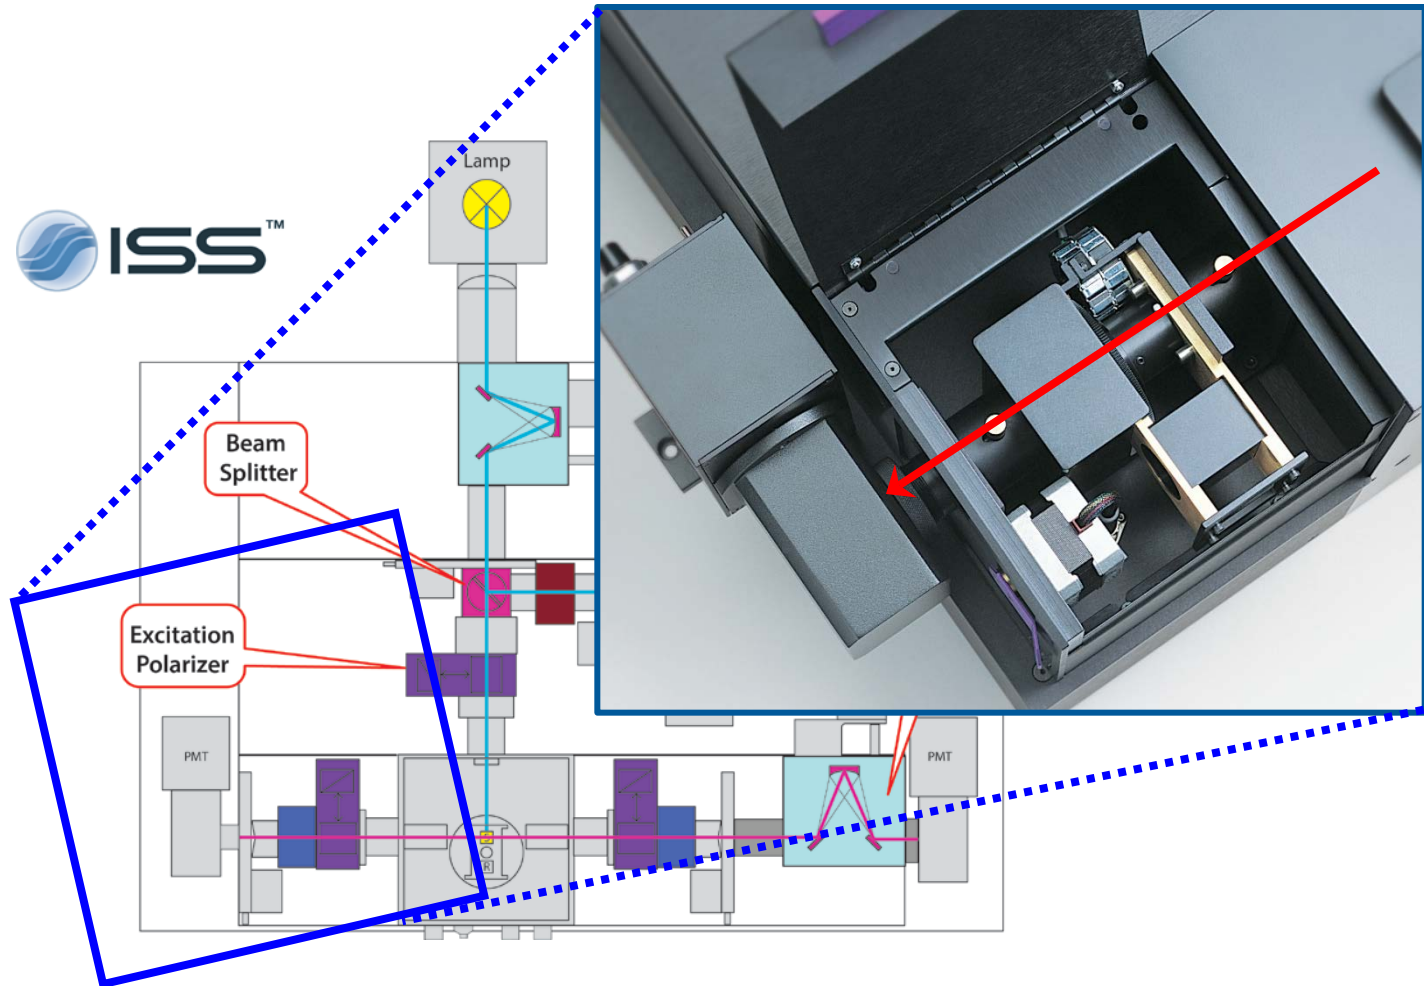 Lamp
ISS™
Beam
Splitter
Excitation
Polarizer
PMT
PMT
R